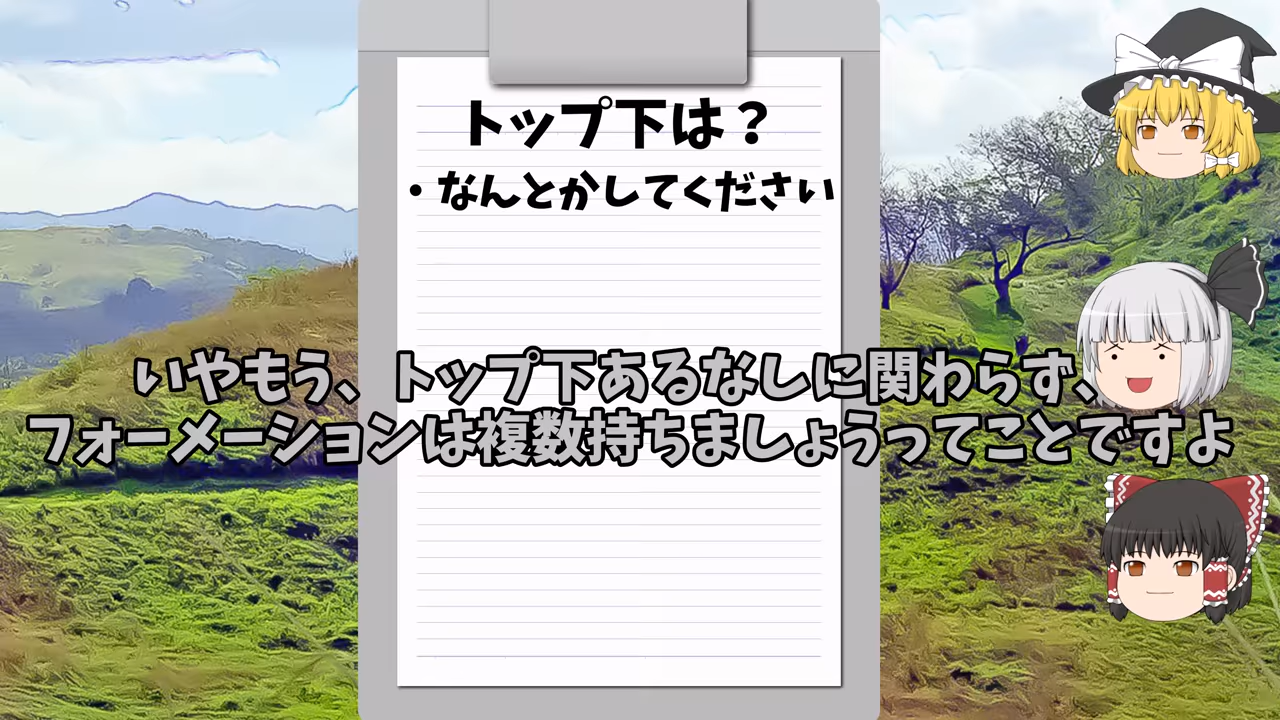 トップ下は？
・なんとかしてください
いやもう、トップ下あるなしに関わらず、
フォーメーションは複数持ちましょうってことですよ